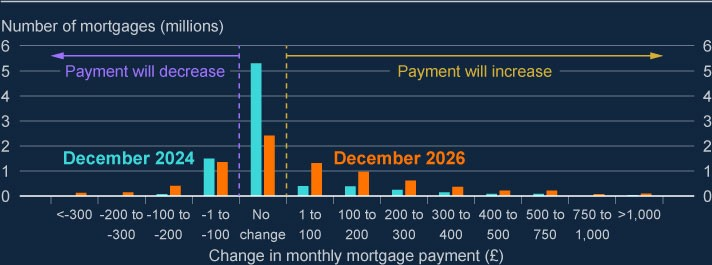 Number of mortgages (millions)
6 6
Payment will decrease Payment will increase
5 5
4 4
3 3
2 2
December 2024 December 2026
1 1
0 0
<-300 -200 to -100 to -1 to No 1 to 100 to 200 to 300 to 400 to 500 to 750 to >1,000
-300 -200 -100 change 100 200 300 400 500 750 1,000
Change in monthly mortgage payment (£)